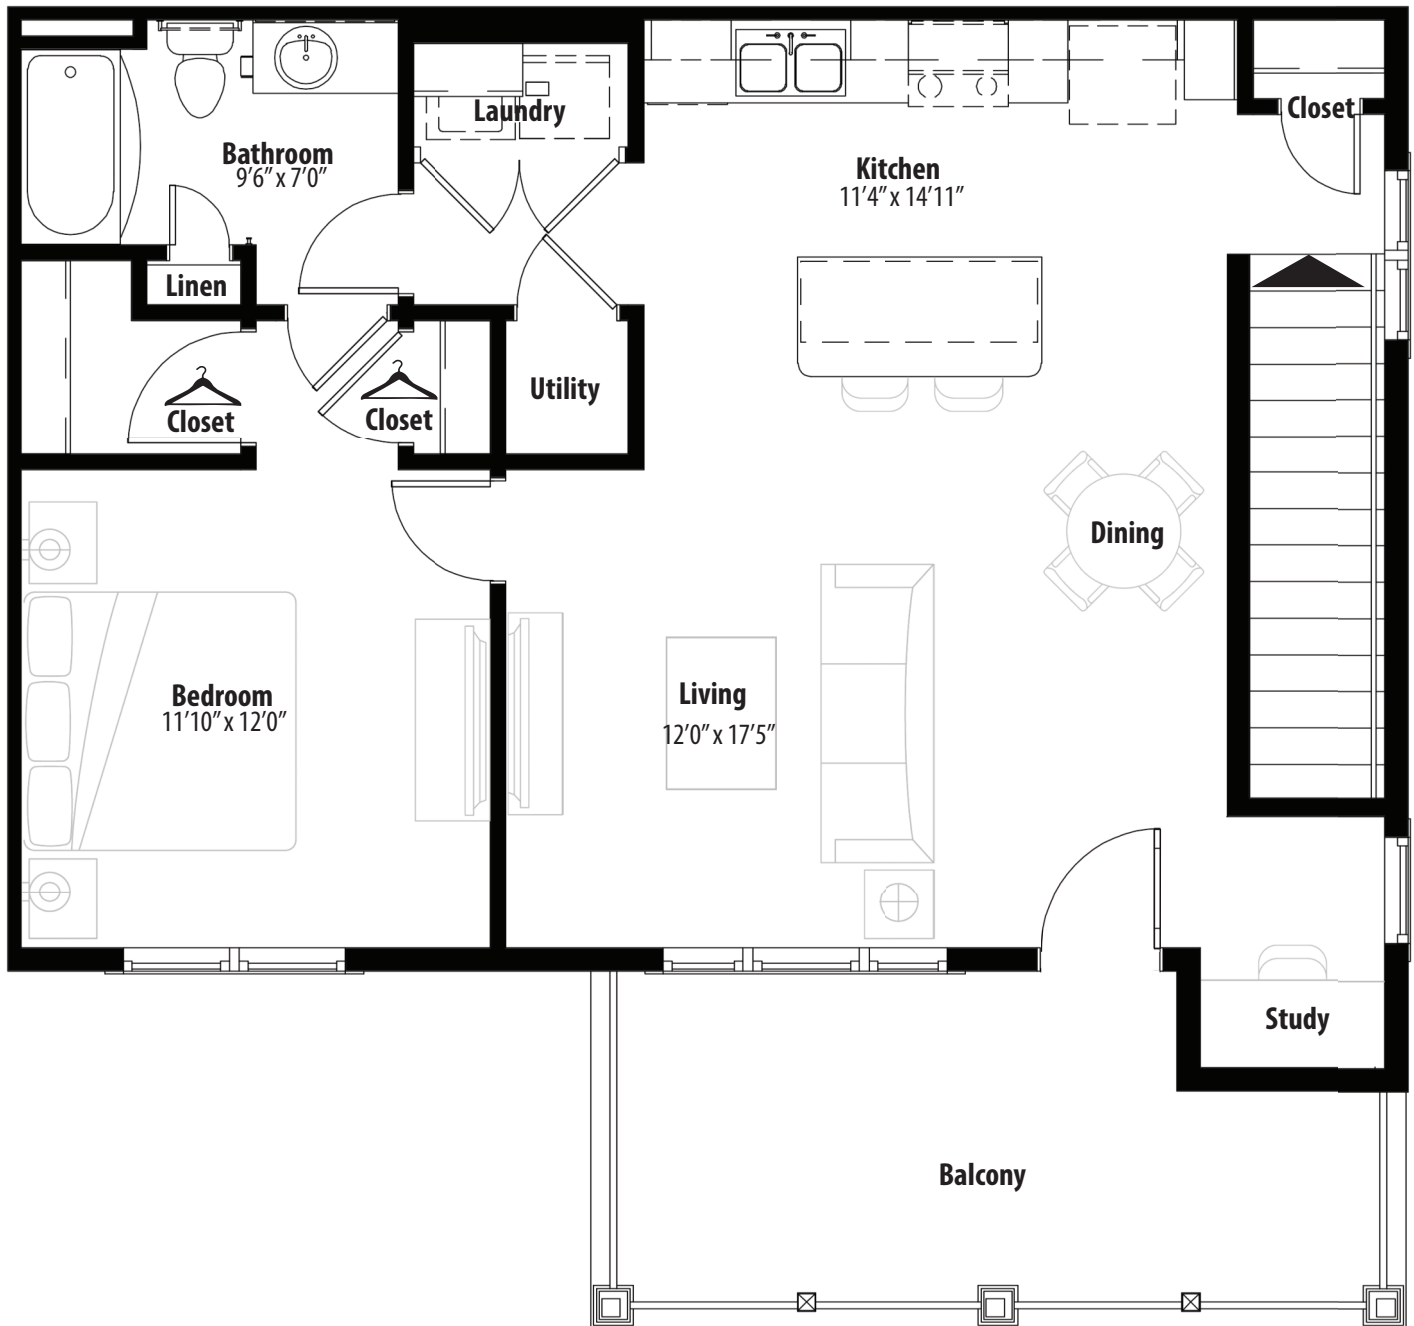 Laundry
Closet
Bathroom
9'6" x 7'0"
Kitchen
11'4" x 14'11"
Linen
Utility
Closet
Closet
Dining
Bedroom
11'10" x 12'0"
Living
12'0" x 17'5"
Study
Balcony